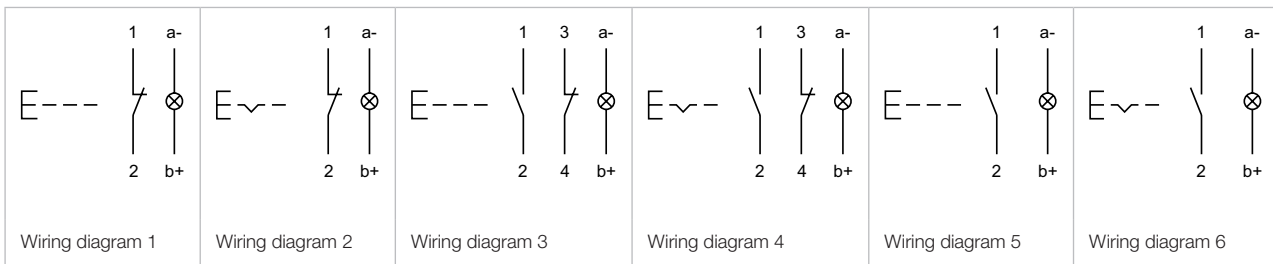 1 a-
2 b+
Wiring diagram 1
1 a-
2 b+
Wiring diagram 2
1 3 a-
2 4 b+
Wiring diagram 3
1 3 a-
2 4 b+
Wiring diagram 4
1 a-
2 b+
Wiring diagram 5
1 a-
2 b+
Wiring diagram 6